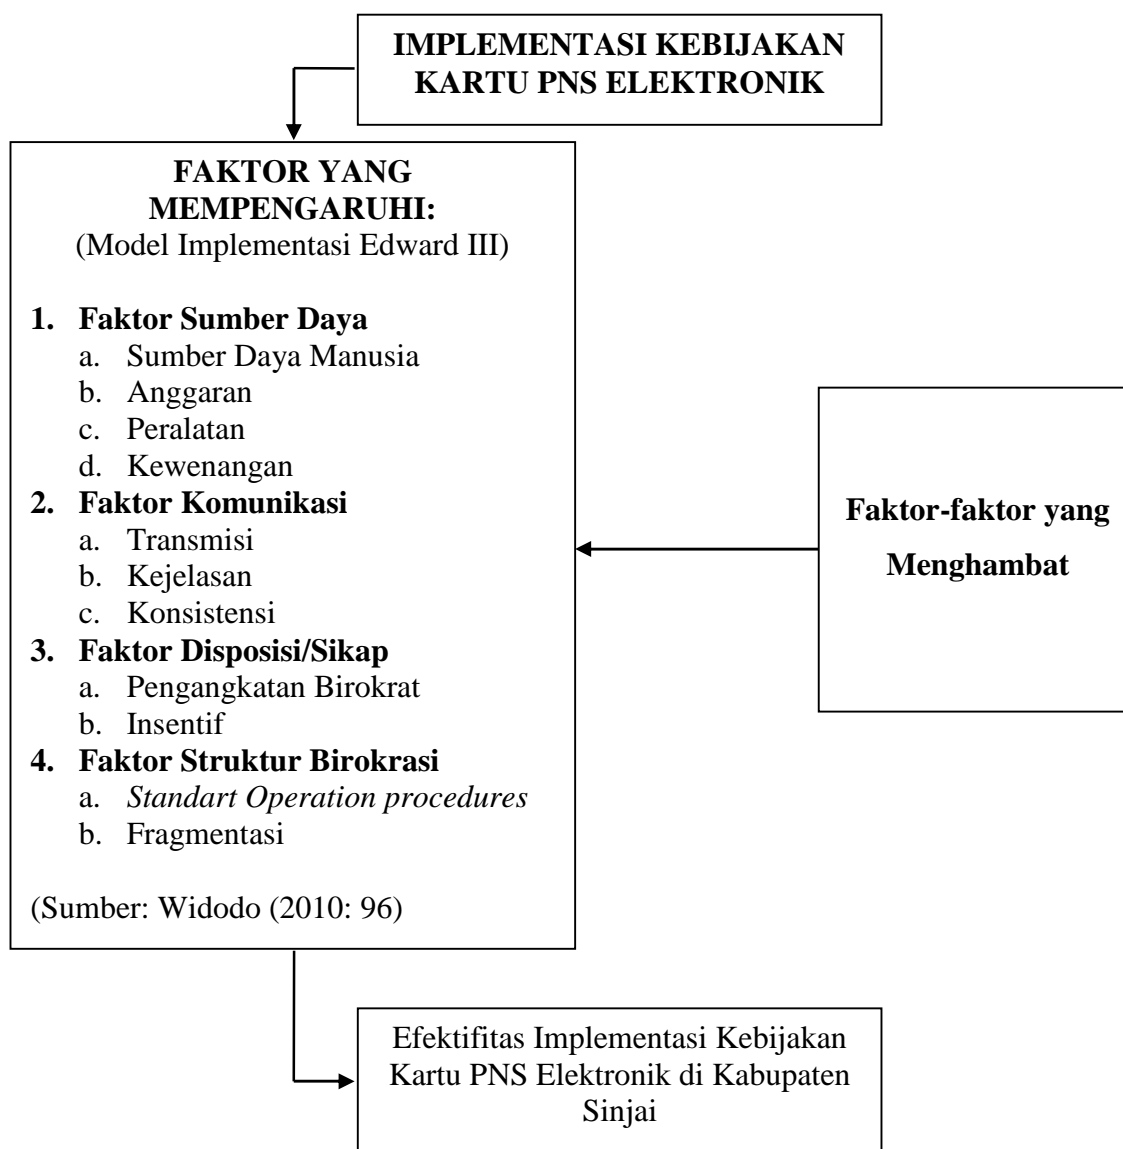 IMPLEMENTASI KEBIJAKAN
KARTU PNS ELEKTRONIK
FAKTOR YANG
MEMPENGARUHI:
(Model Implementasi Edward III)
1. Faktor Sumber Daya
a. Sumber Daya Manusia
b. Anggaran
c. Peralatan
d. Kewenangan
2. Faktor Komunikasi
a. Transmisi
b. Kejelasan
c. Konsistensi
3. Faktor Disposisi/Sikap
a. Pengangkatan Birokrat
b. Insentif
4. Faktor Struktur Birokrasi
a. Standart Operation procedures
b. Fragmentasi
(Sumber: Widodo (2010: 96)
Faktor-faktor yang
Menghambat
Efektifitas Implementasi Kebijakan
Kartu PNS Elektronik di Kabupaten
Sinjai